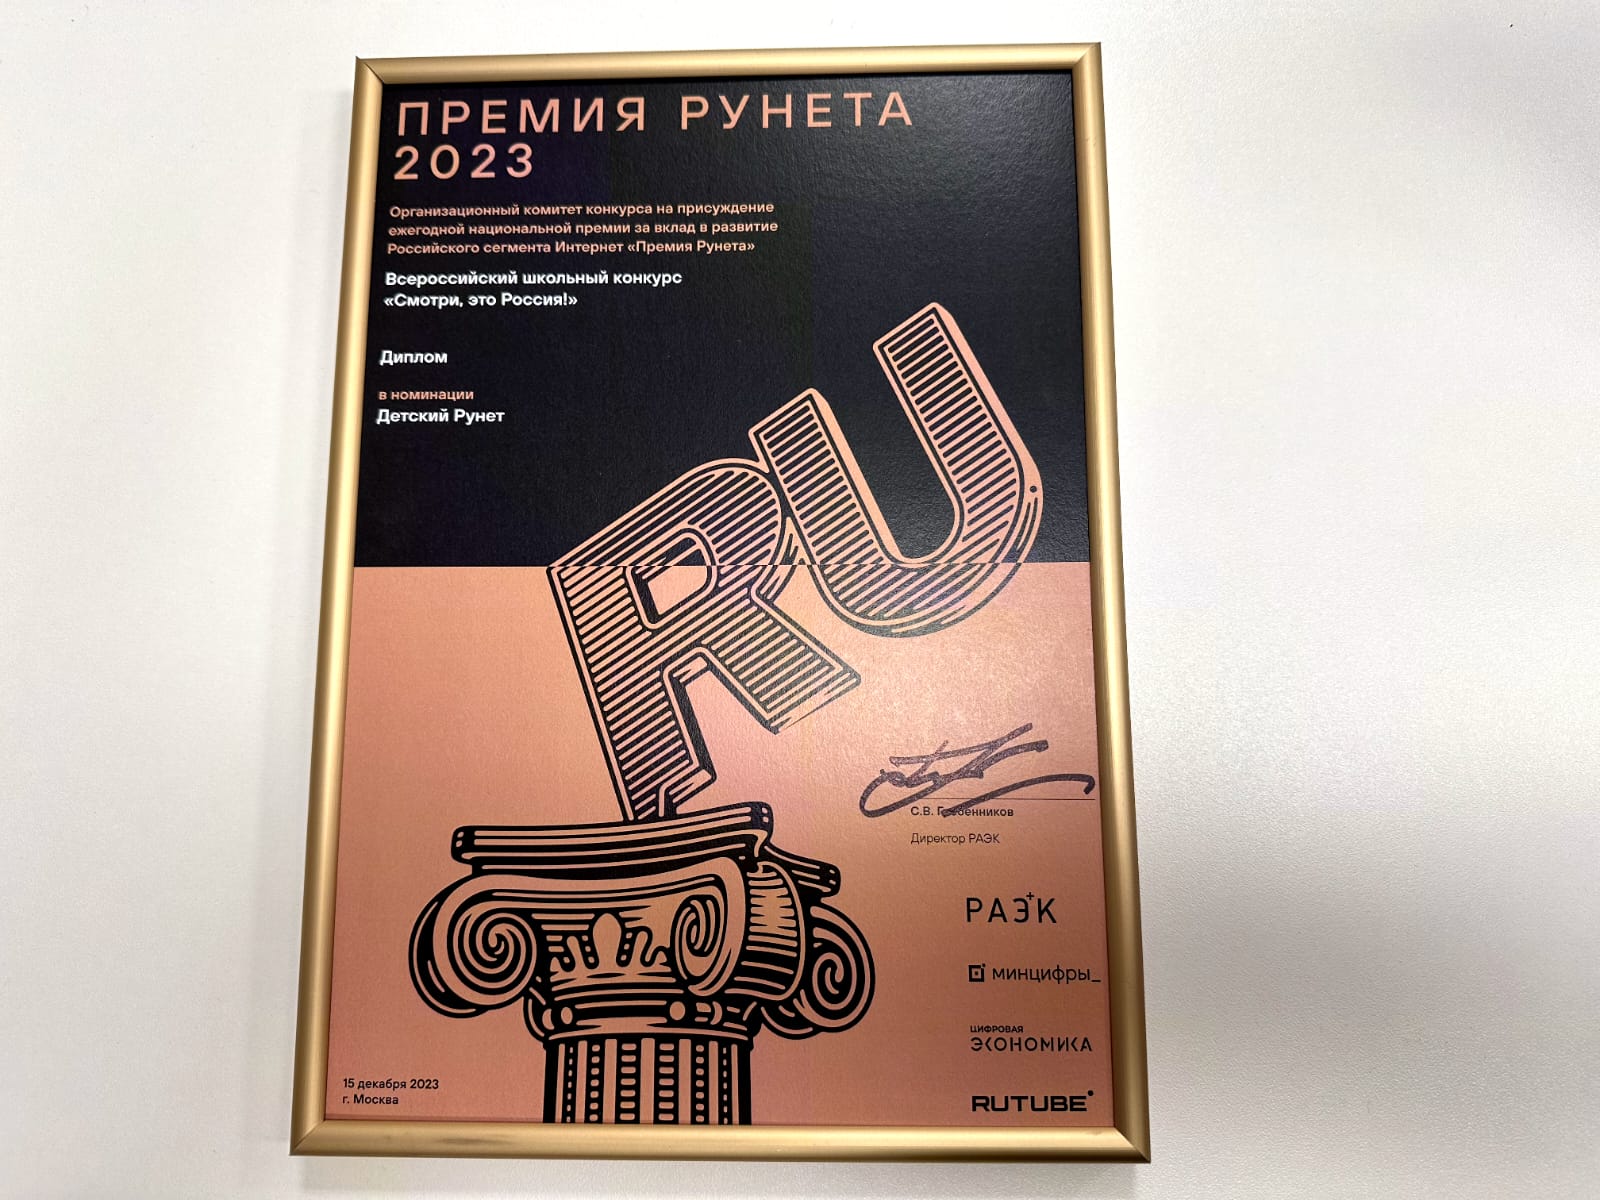 ПРЕМИЯ РУНЕТА
2023
Организационный комитет конкурса на присуждение
ежегодной национальной премии за вклад в развитие
Российского сегмента Интернет «Премия Рунета»
Всероссийский школьный конкурс
«Смотри, это Россия!»
Диплом
в номинации
Детский Рунет
RU
С.В. Гребенников
Директор РАЭК
РАЭК
минцифры_
ЦИФРОВАЯ
ЭКОНОМИКА
RUTUBE
15 декабря 2023
г. Москва